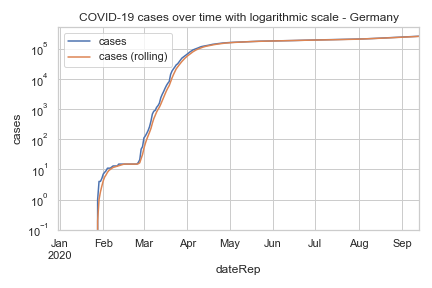 COVID-19 cases over time with logarithmic scale - Germany
cases
cases (rolling)
10^5
10^4
10^3
10^2
10^1
10^0
10^-1
cases
Jan Feb Mar Apr May Jun Jul Aug Sep
2020
dateRep